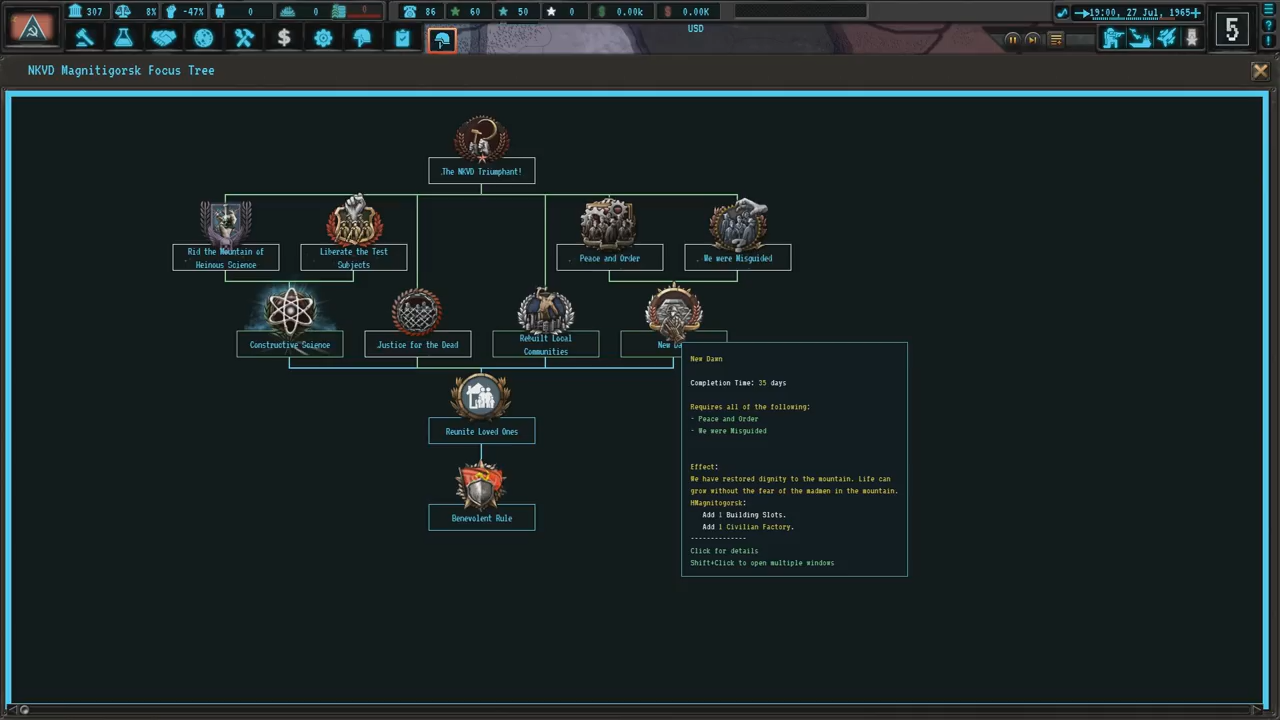 307 8% -47% 0 0 0 86 60 50 0 0.00k 0.00K
19:00, 27 Jul, 1965
5
USD
NKVD Magnitigorsk Focus Tree
.The NKVD Triumphant!
Rid the Mountain of
Heinous Science
Liberate the Test
Subjects
Peace and Order
We were Misguided
Constructive Science
Justice for the Dead
Rebuilt Local
Communities
New Da
Reunite Loved Ones
Benevolent Rule
New Dawn
Completion Time: 35 days
Requires all of the following:
- Peace and Order
- We were Misguided
Effect:
We have restored dignity to the mountain. Life can
grow without the fear of the madmen in the mountain.
HMagnitogorsk:
Add 1 Building Slots.
Add 1 Civilian Factory.
--------------
Click for details
Shift+Click to open multiple windows